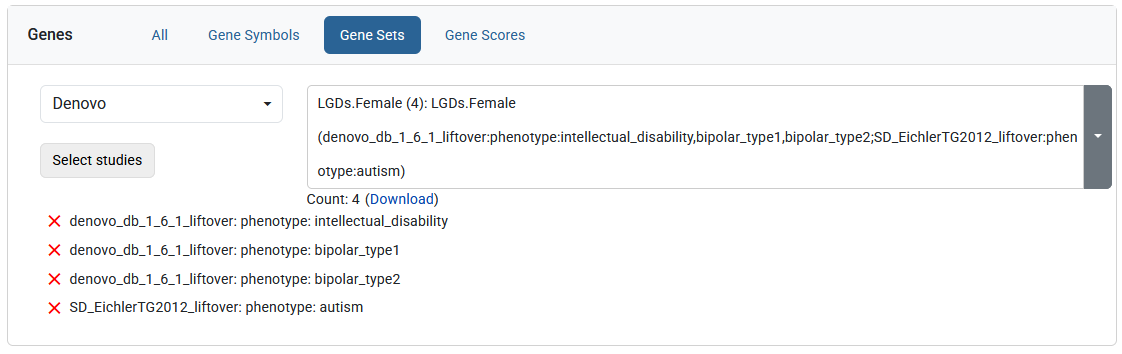 Genes All Gene Symbols Gene Sets Gene Scores
Denovo
Select studies
LGDs.Female (4): LGDs.Female
(denovo_db_1_6_1_liftover:phenotype:intellectual_disability,bipolar_type1,bipolar_type2;SD_EichlerTG2012_liftover:phen
otype:autism)
Count: 4 (Download)
denovo_db_1_6_1_liftover: phenotype: intellectual_disability
denovo_db_1_6_1_liftover: phenotype: bipolar_type1
denovo_db_1_6_1_liftover: phenotype: bipolar_type2
SD_EichlerTG2012_liftover: phenotype: autism